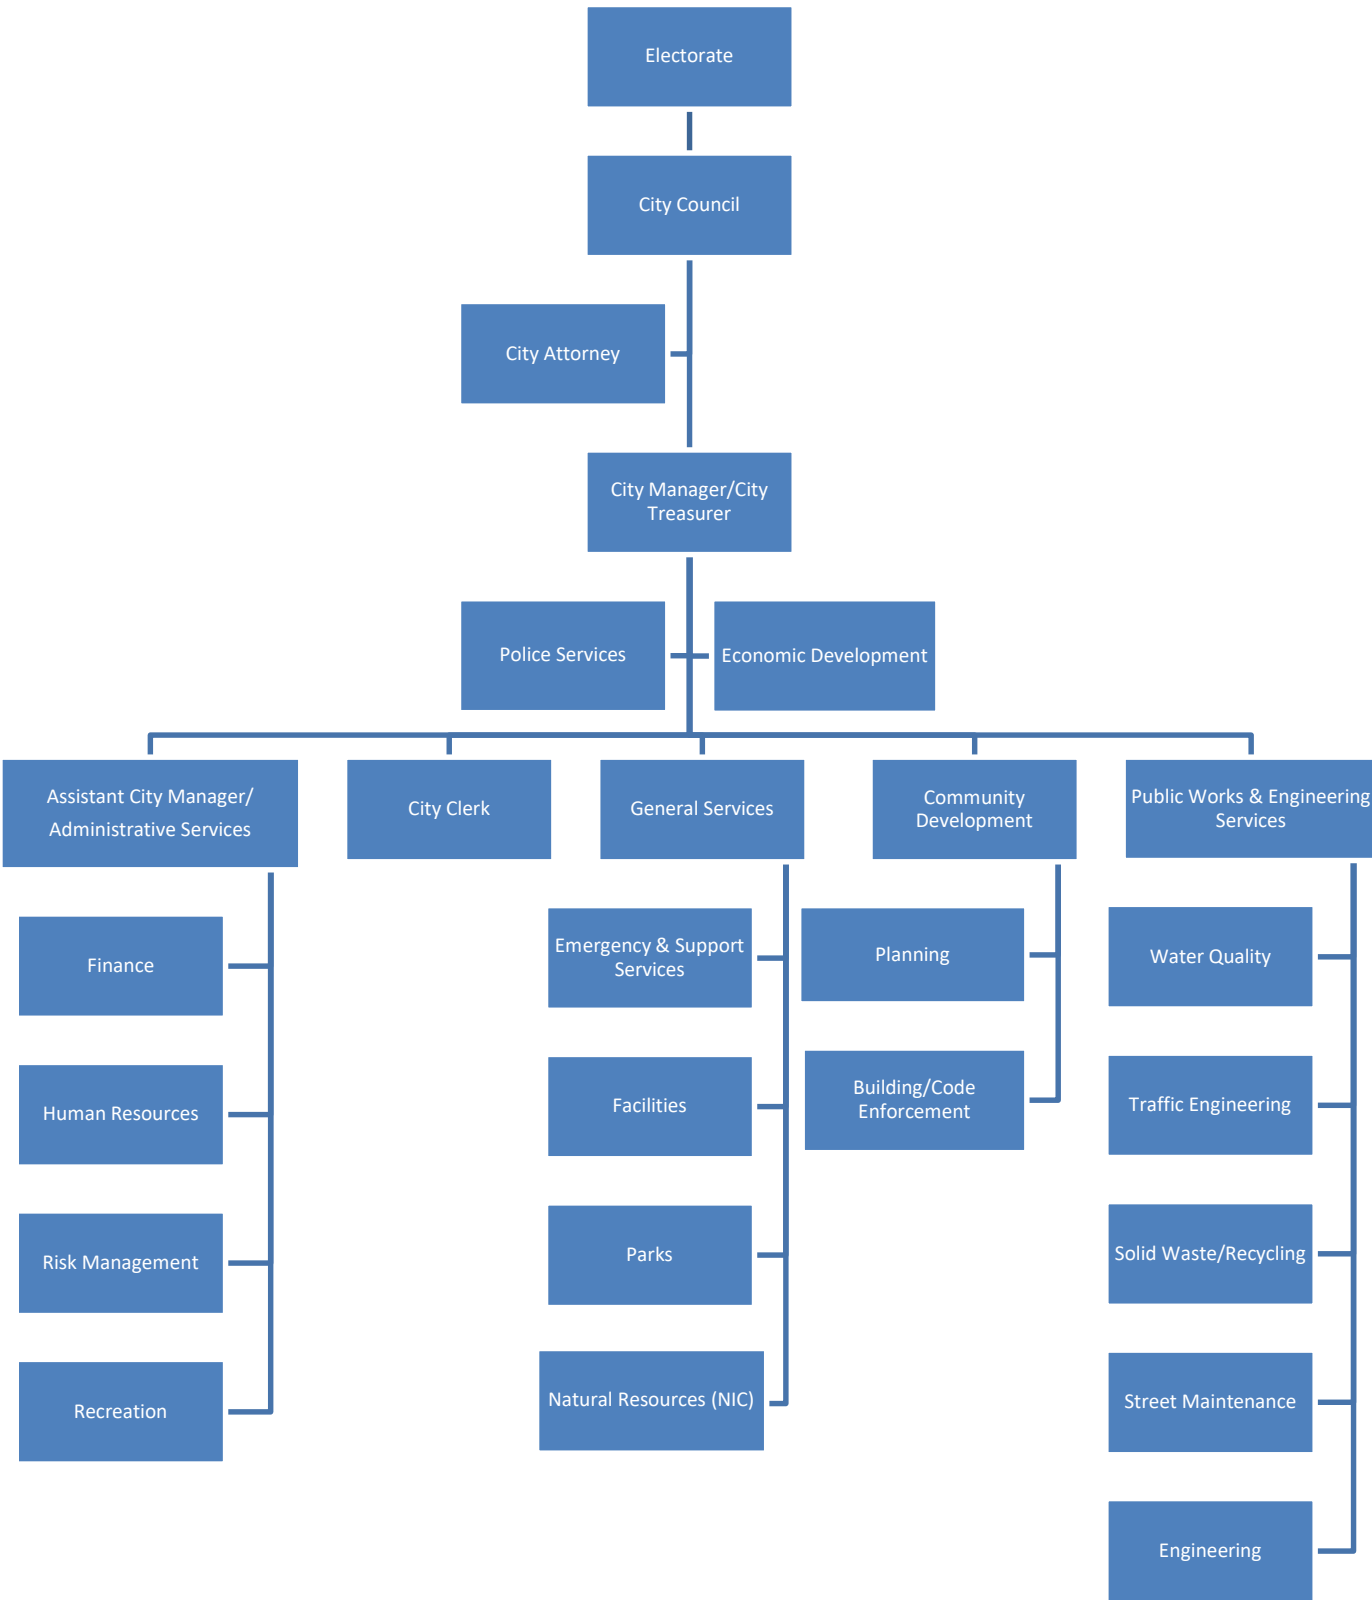 Electorate
City Council
City Attorney
City Manager/City
Treasurer
Police Services
Economic Development
Assistant City Manager/
Administrative Services
City Clerk
General Services
Community
Development
Public Works & Engineering
Services
Finance
Human Resources
Risk Management
Recreation
Emergency & Support
Services
Facilities
Parks
Natural Resources (NIC)
Planning
Building/Code
Enforcement
Water Quality
Traffic Engineering
Solid Waste/Recycling
Street Maintenance
Engineering